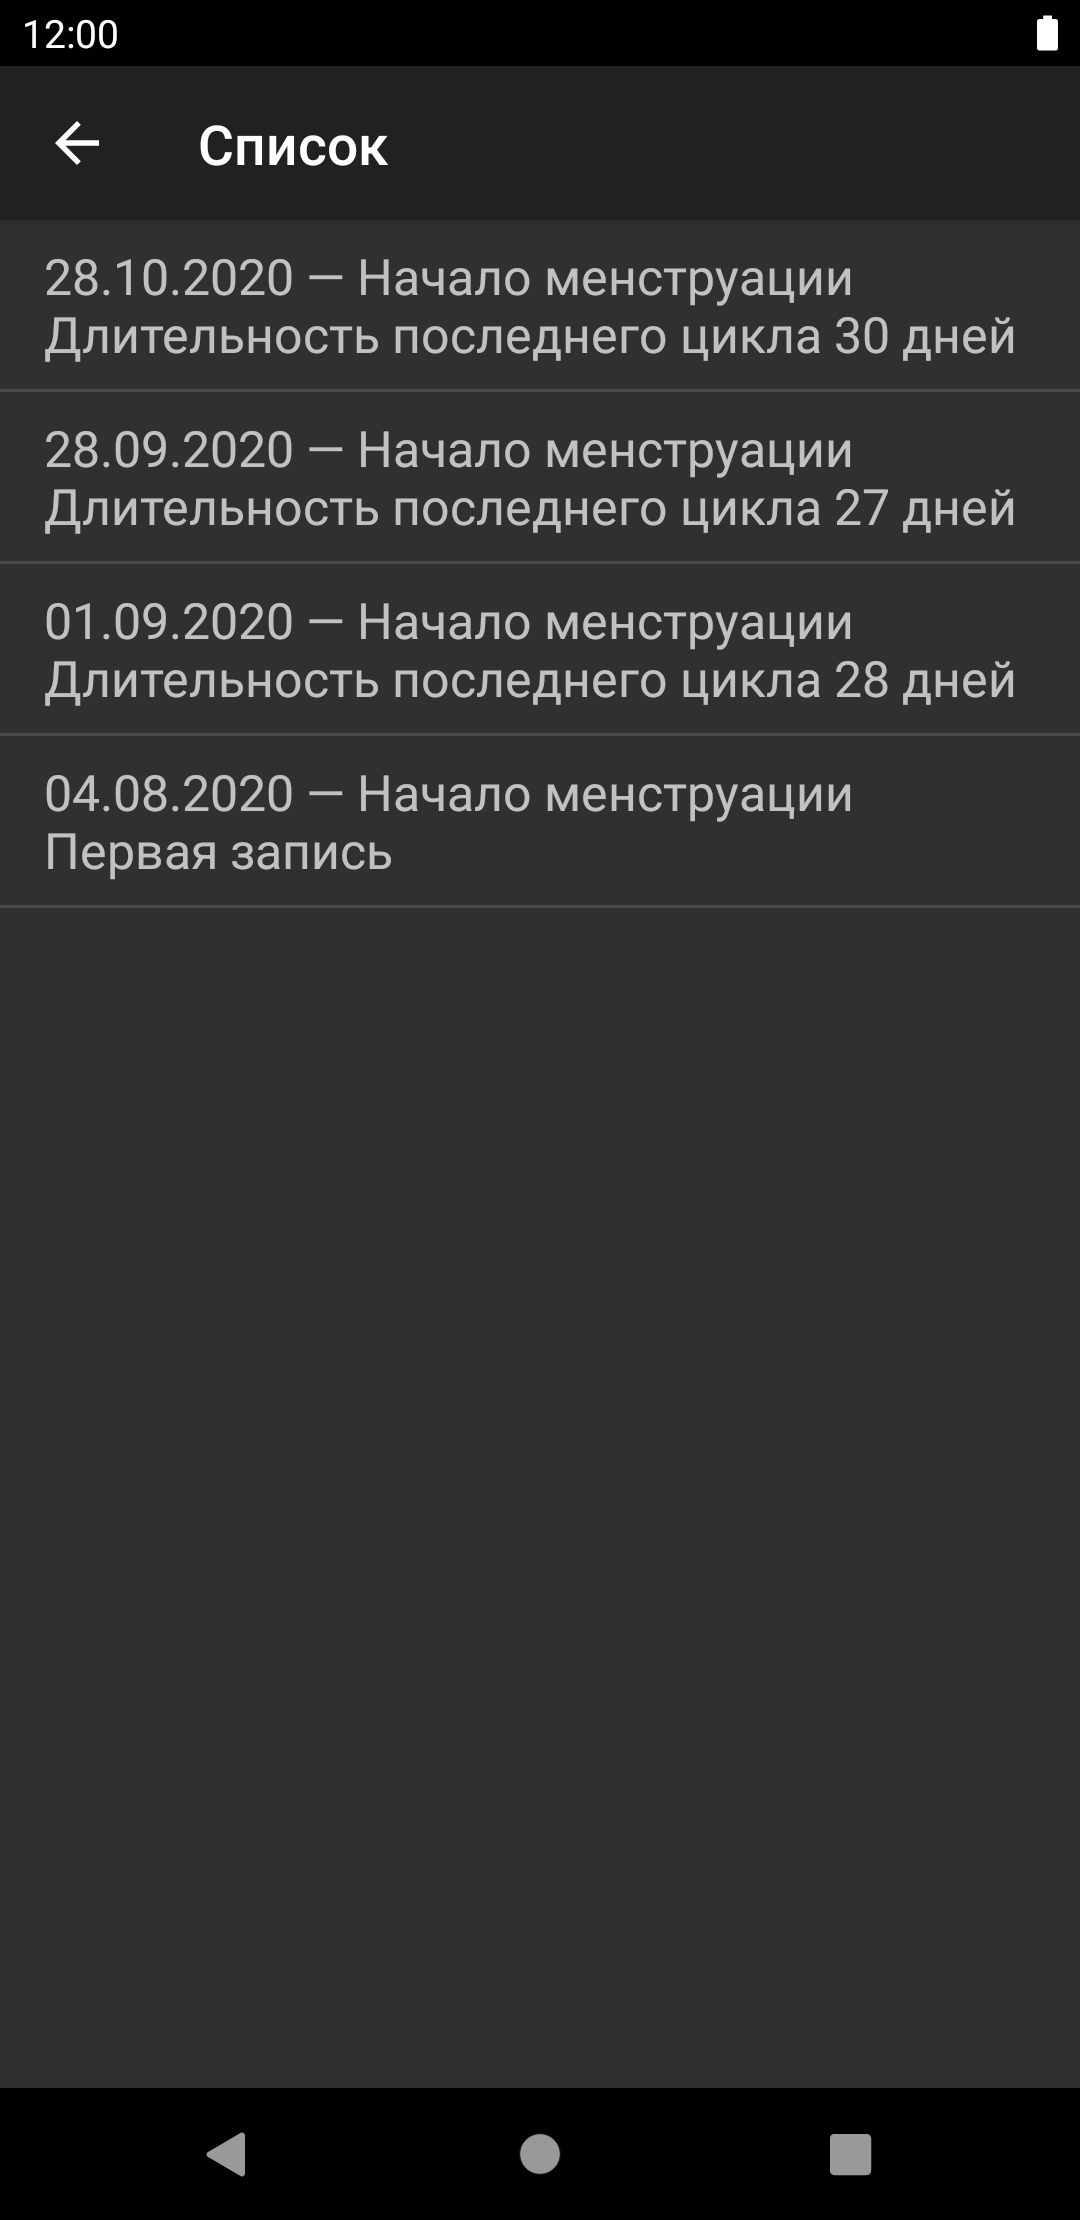 12:00
Список
28.10.2020 — Начало менструации
Длительность последнего цикла 30 дней
28.09.2020 — Начало менструации
Длительность последнего цикла 27 дней
01.09.2020 — Начало менструации
Длительность последнего цикла 28 дней
04.08.2020 — Начало менструации
Первая запись